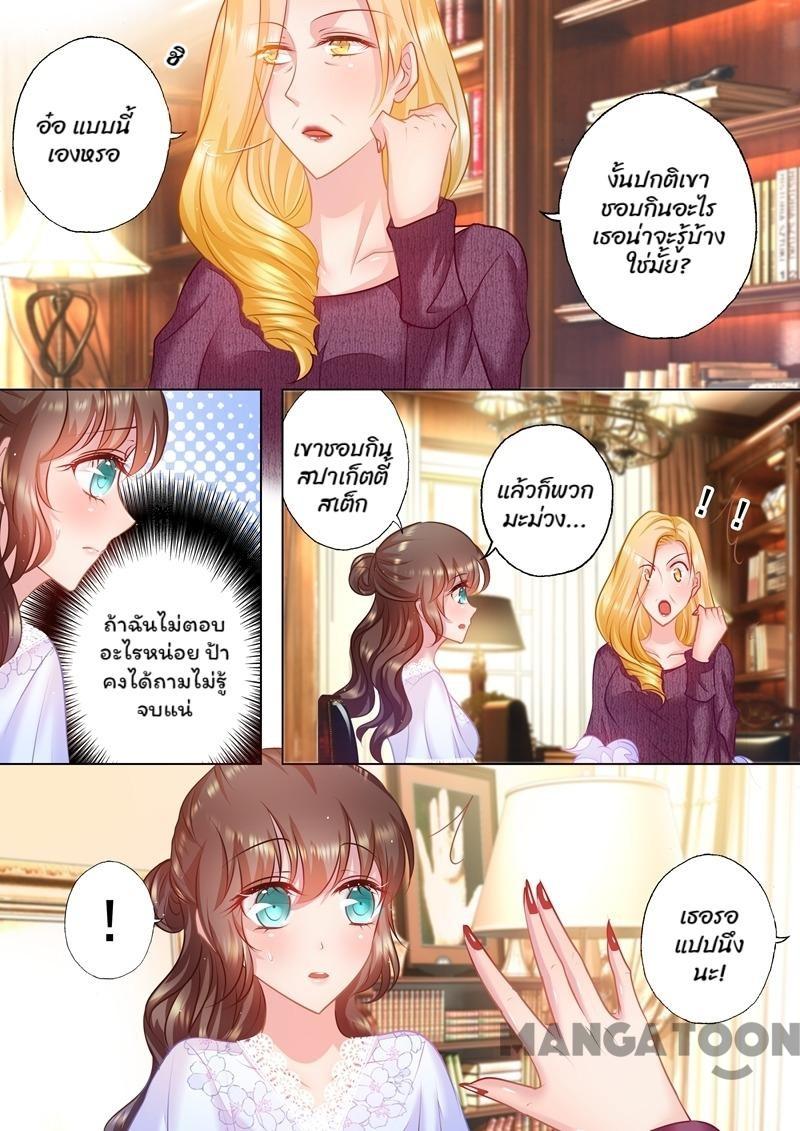 ชิ
อ๋อ แบบนี้
เองหรอ
งั้นปกติเขา
ชอบกินอะไร
เธอน่าจะรู้บ้าง
ใช่มั้ย?
ถ้าฉันไม่ตอบ
อะไรหน่อย ป้า
คงได้ถามไม่รู้
จบแน่
เขาชอบกิน
สปาเก็ตตี้
สเต็ก
แล้วก็พวก
มะม่วง...
! !
!
เธอรอ
แปปนึง
นะ!
MANGATOON